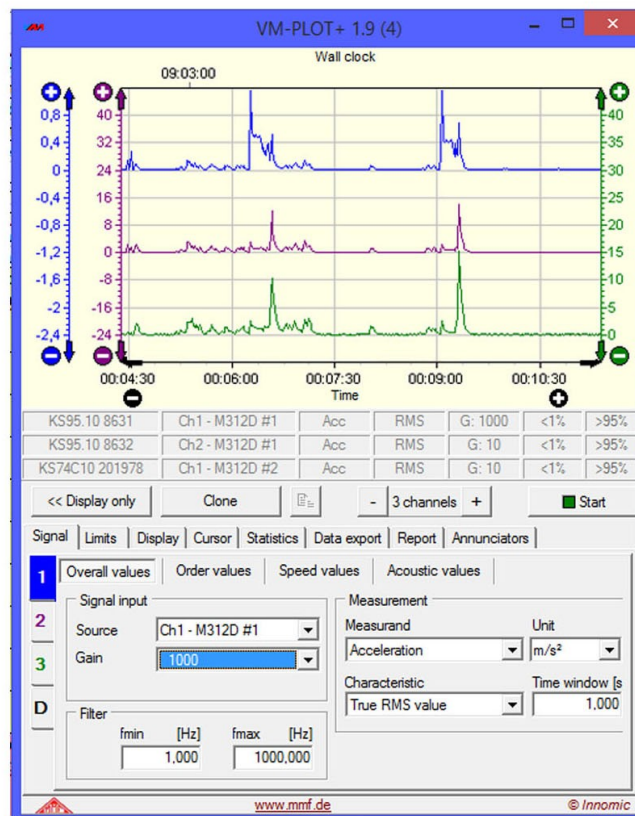 VM-PLOT+ 1.9 (4)
Wall clock
09:03:00
0,8
0,4
0
-0,4
-0,8
-1,2
-1,6
-2
-2,4
40
32
24
16
8
0
-8
-16
-24
40
35
30
25
20
15
10
5
0
00:04:30 00:06:00 00:07:30 00:09:00 00:10:30
Time
KS95.10 8631 Ch1 - M312D #1 Acc RMS G: 1000 <1% >95%
KS95.10 8632 Ch2 - M312D #1 Acc RMS G: 10 <1% >95%
KS74C10 201978 Ch1 - M312D #2 Acc RMS G: 10 <1% >95%
<< Display only Clone - 3 channels + Start
Signal Limits Display Cursor Statistics Data export Report Annunciators
1
2
3
D
Overall values Order values Speed values Acoustic values
Signal input
Source Ch1 - M312D #1
Gain 1000
Filter
fmin [Hz] fmax [Hz]
1,000 1000,000
Measurement
Measurand Unit
Acceleration m/s²
Characteristic Time window [s
True RMS value 1,000
www.mmf.de © Innomic